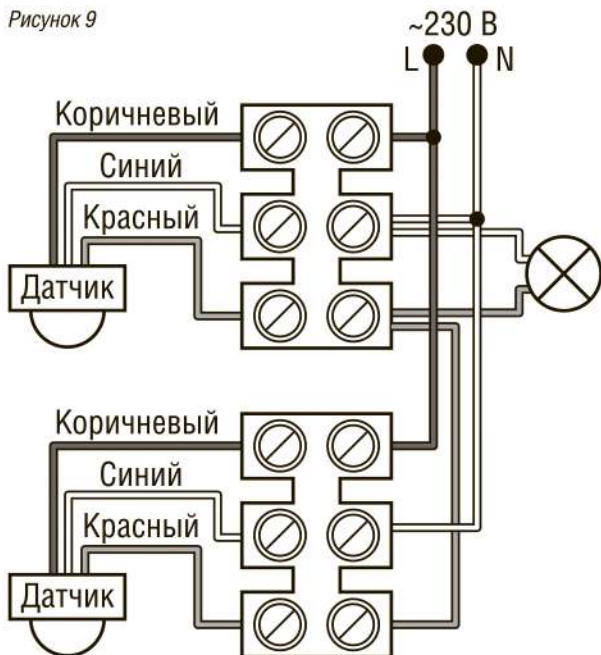 Рисунок 9
~230 В
L N
Коричневый
Синий
Красный
Датчик
Коричневый
Синий
Красный
Датчик